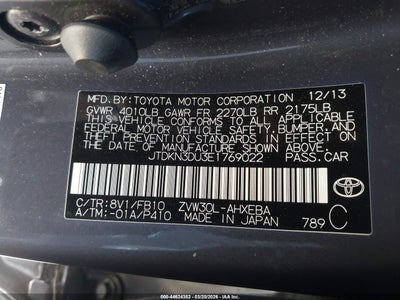 MFD. BY: TOYOTA MOTOR CORPORATION 12/13
GVWR 4010LB GAWR FR 2270LB RR 2175LB
THIS VEHICLE CONFORMS TO ALL APPLICABLE
FEDERAL MOTOR VEHICLE SAFETY, BUMPER, AND
THEFT PREVENTION STANDARDS IN EFFECT ON
THE DATE OF MANUFACTURE SHOWN ABOVE.
JTDKN3DU3E1769022 PASS.CAR
C/TR:8V1/FB10 ZVW30L-AHXEBA
A/TM:-01A/P410 MADE IN JAPAN 789 C
TOYOTA
© - 44624382 - 03/20/2026 - IAAI